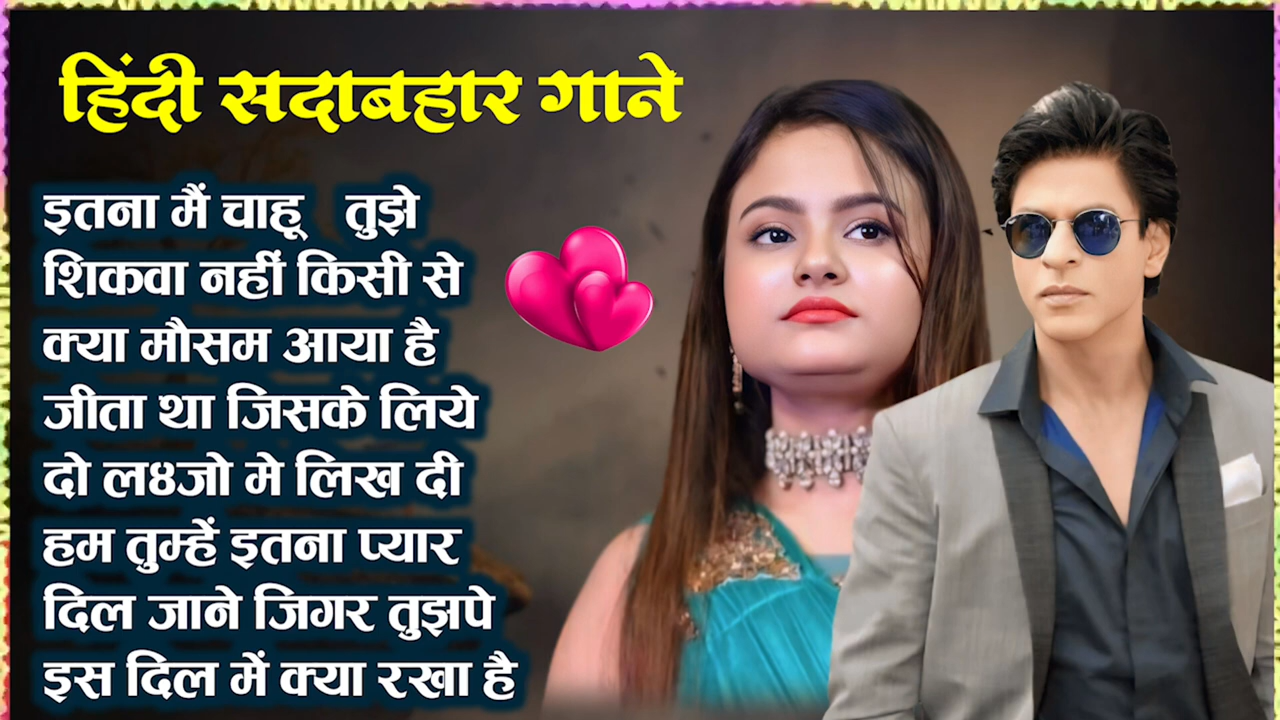 हिंदी सदाबहार गाने
इतना मैं चाहू तुझे
शिकवा नहीं किसी से
क्या मौसम आया है
जीता था जिसके लिये
दो ल४जो मे लिख दी
हम तुम्हें इतना प्यार
दिल जाने जिगर तुझपे
इस दिल में क्या रखा है